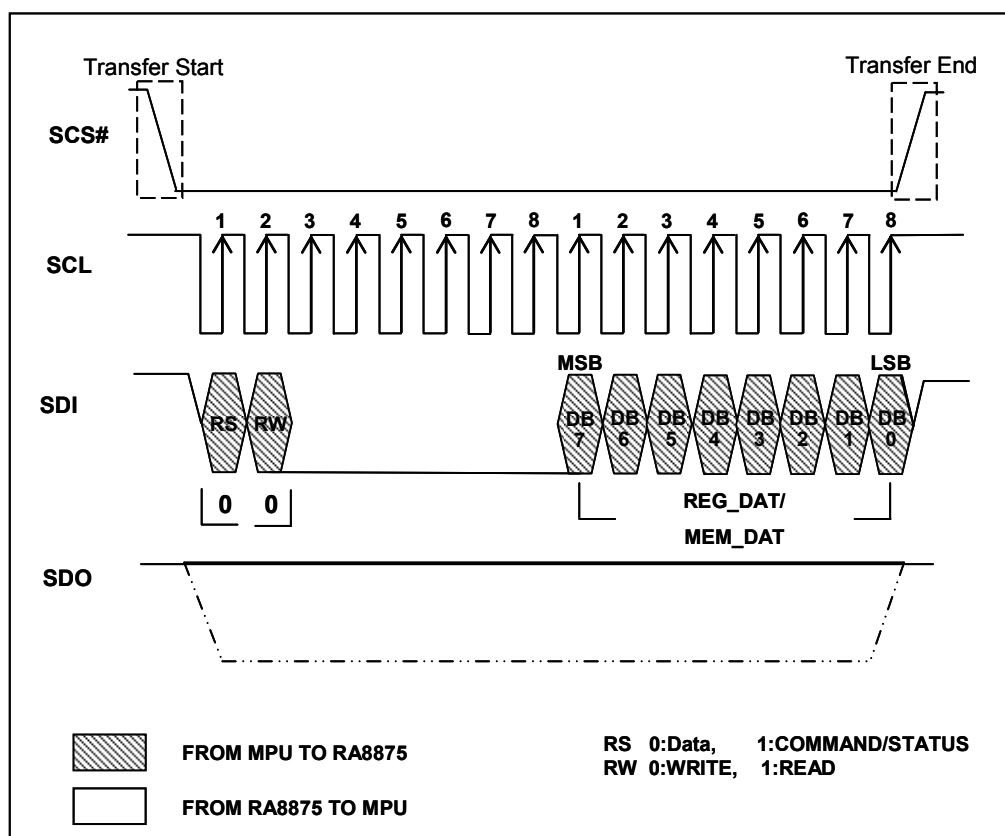 Transfer Start
Transfer End
SCS#
1 2 3 4 5 6 7 8 1 2 3 4 5 6 7 8
SCL
MSB
LSB
SDI
RS RW DB 7 DB 6 DB 5 DB 4 DB 3 DB 2 DB 1 DB 0
0 0
REG_DAT/
MEM_DAT
SDO
FROM MPU TO RA8875
FROM RA8875 TO MPU
RS 0:Data, 1:COMMAND/STATUS
RW 0:WRITE, 1:READ